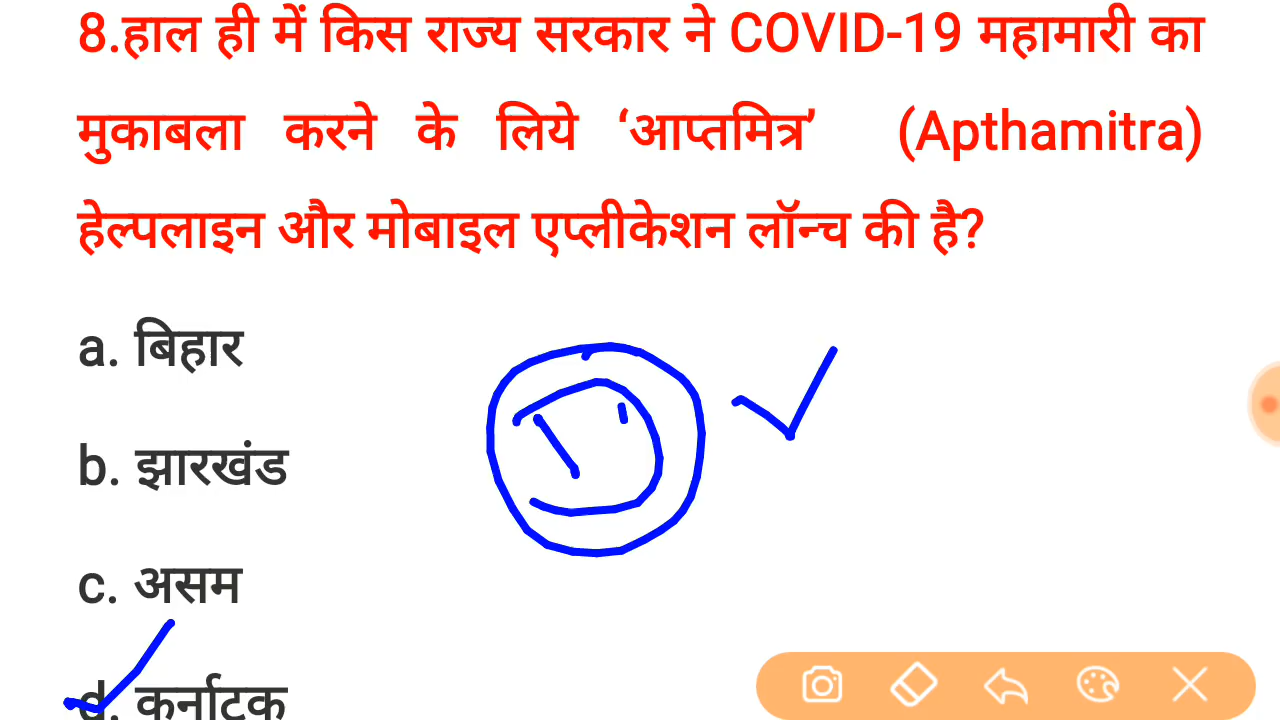 8.हाल ही में किस राज्य सरकार ने COVID-19 महामारी का
मुकाबला करने के लिये ‘आप्तमित्र’ (Apthamitra)
हेल्पलाइन और मोबाइल एप्लीकेशन लॉन्च की है?
a. बिहार
b. झारखंड
c. असम
d. कर्नाटक